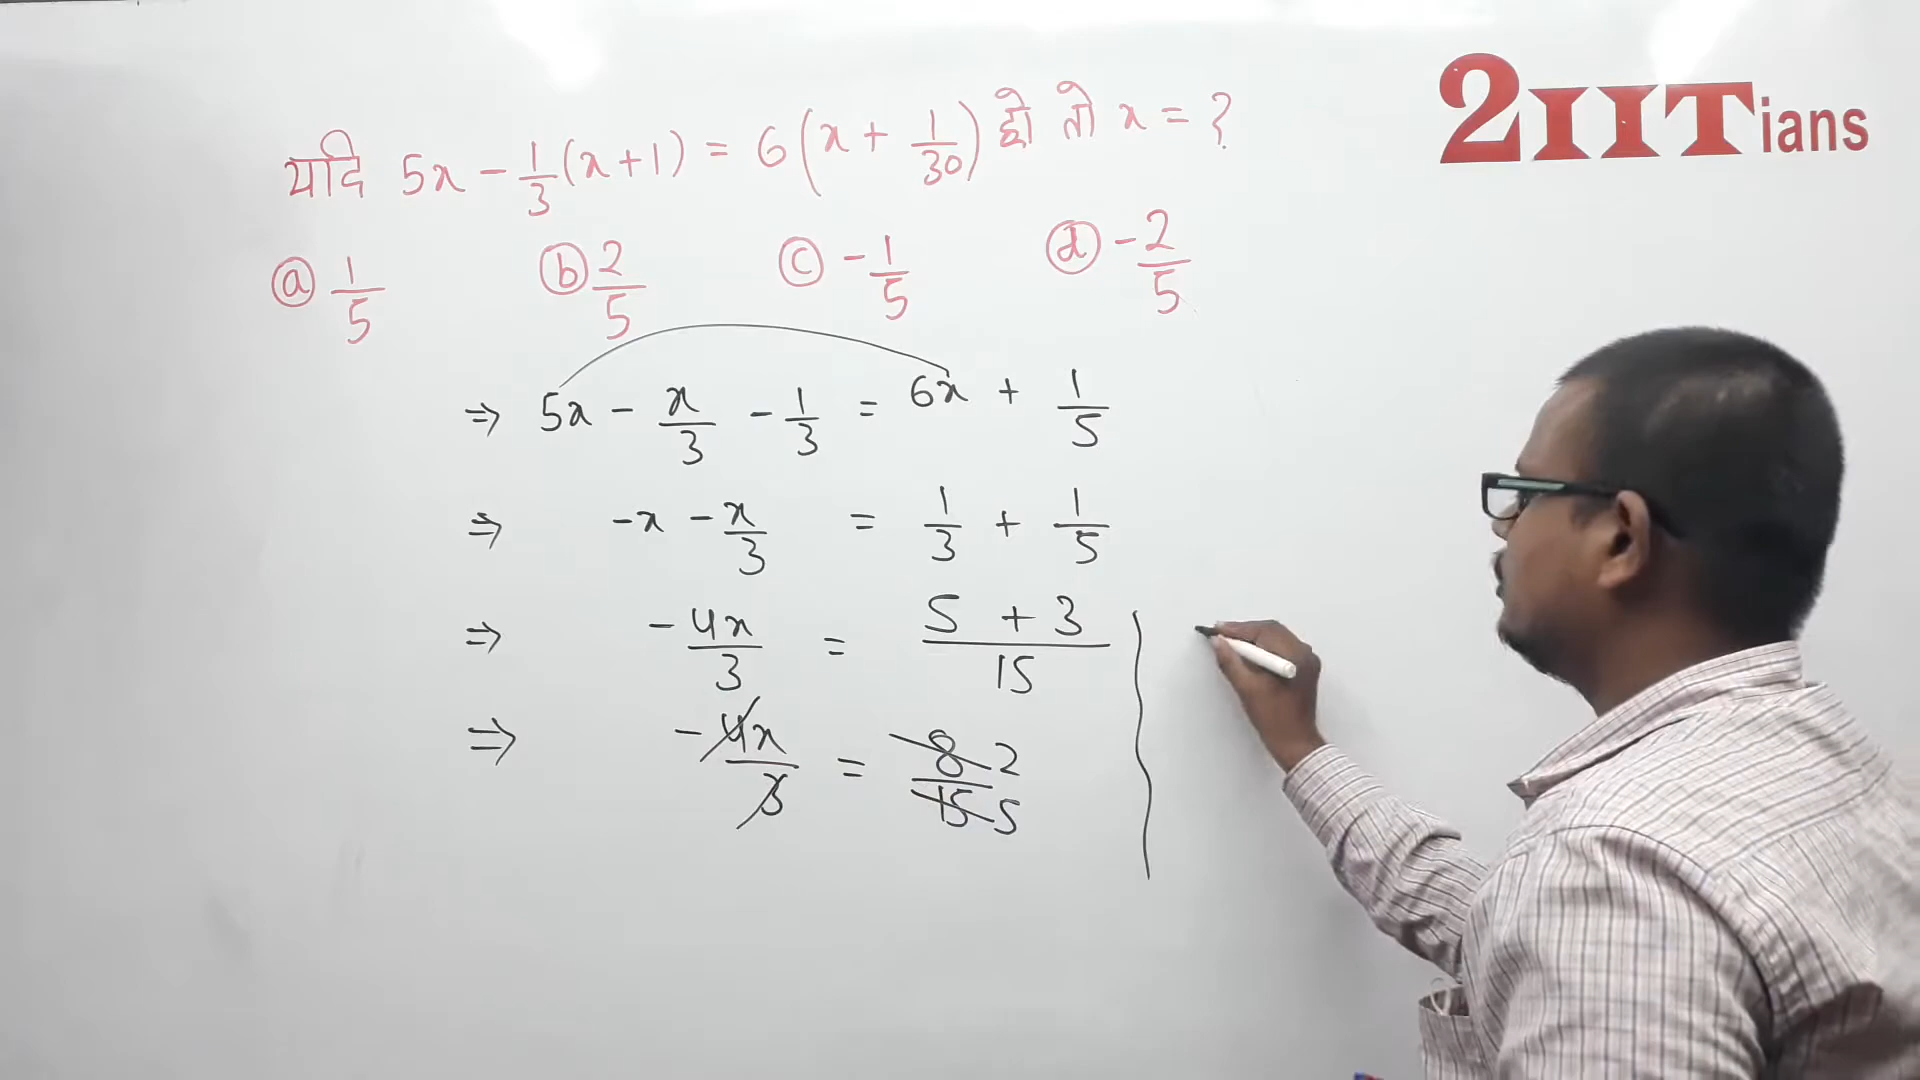 2IITians
यदि 5x - 1/3 (x+1) = 6(x + 1/30) हो तो x = ?
ⓐ 1/5 ⓑ 2/5 ⓒ -1/5 ⓓ -2/5
⇒ 5x - x/3 - 1/3 = 6x + 1/5
⇒ -x - x/3 = 1/3 + 1/5
⇒ -4x/3 = 5 + 3/15
⇒ -4x/3 = 8/15 2/5